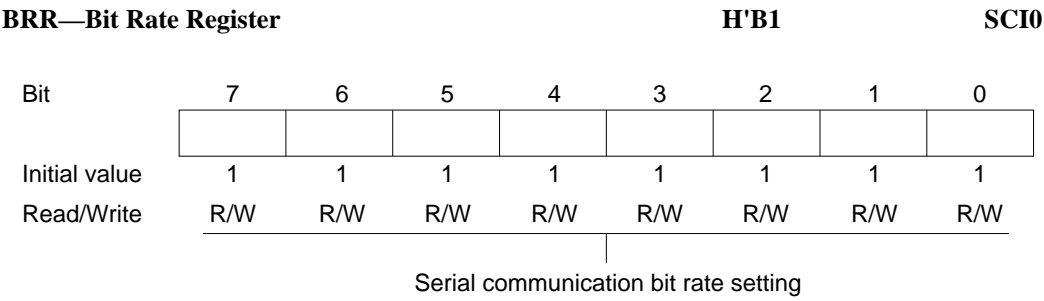 BRR—Bit Rate Register H'B1 SCI0
Bit 7 6 5 4 3 2 1 0
Initial value 1 1 1 1 1 1 1 1
Read/Write R/W R/W R/W R/W R/W R/W R/W R/W
Serial communication bit rate setting